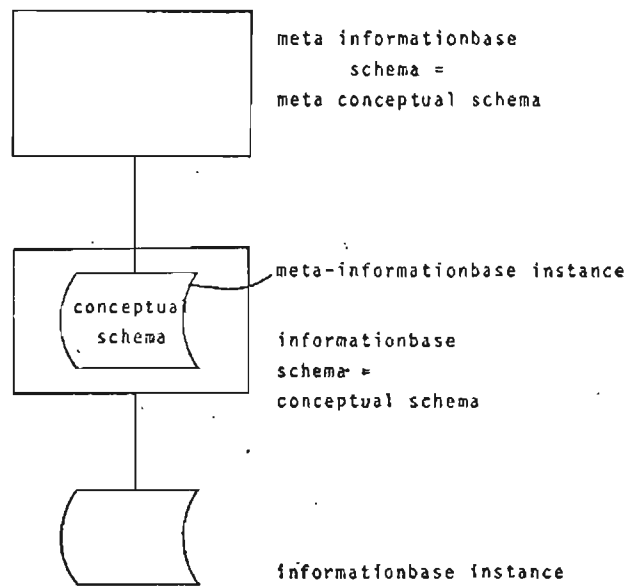 meta informationbase
schema =
meta conceptual schema
meta-informationbase instance
conceptual
schema
informationbase
schema =
conceptual schema
informationbase instance